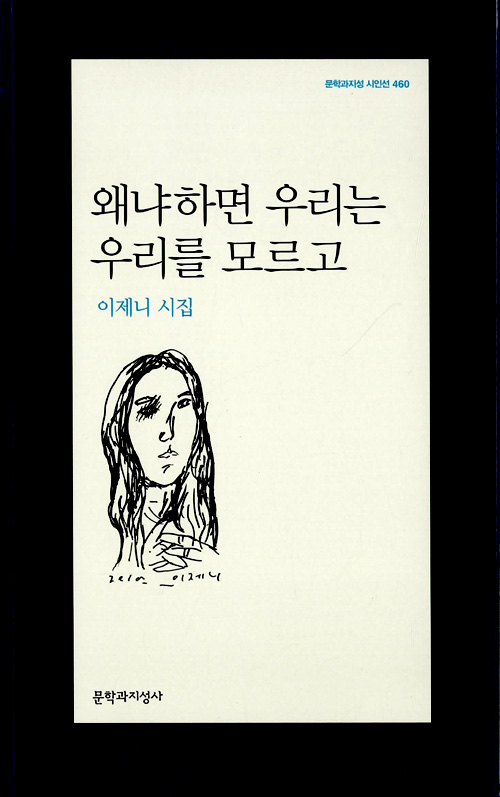 문학과지성 시인선 460
왜냐하면 우리는
우리를 모르고
이제니 시집
이제니
문학과지성사